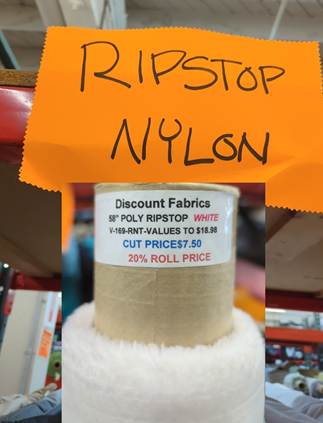 RIPSTOP
NYLON
Discount Fabrics
58" POLY RIPSTOP WHITE
V-169-RNT-VALUES TO $18.98
CUT PRICE$7.50
20% ROLL PRICE